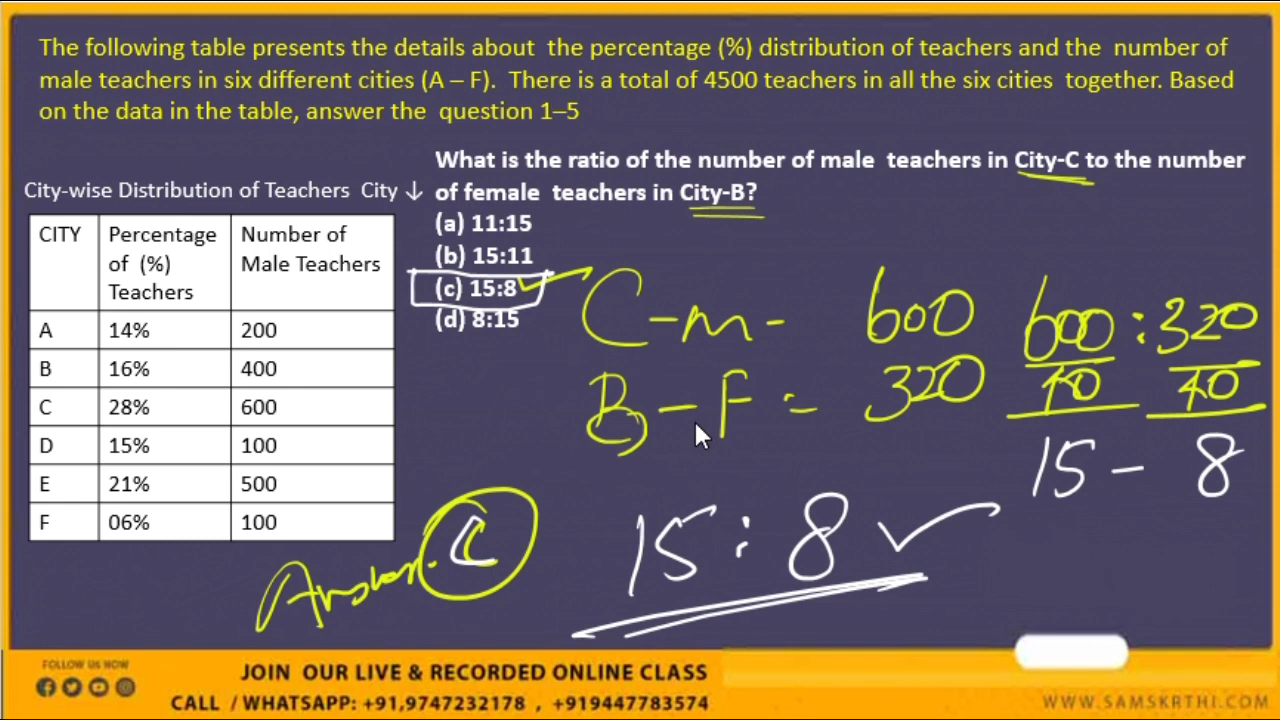 The following table presents the details about the percentage (%) distribution of teachers and the number of
male teachers in six different cities (A – F). There is a total of 4500 teachers in all the six cities together. Based
on the data in the table, answer the question 1–5
What is the ratio of the number of male teachers in City-C to the number
of female teachers in City-B?
(a) 11:15
(b) 15:11
(c) 15:8
(d) 8:15
City-wise Distribution of Teachers City ↓
CITY Percentage of (%) Teachers Number of Male Teachers
A 14% 200
B 16% 400
C 28% 600
D 15% 100
E 21% 500
F 06% 100
C - M - 600
B - F = 320
600 : 320
40 40
15 - 8
15 : 8
Answer. C
FOLLOW US NOW
JOIN OUR LIVE & RECORDED ONLINE CLASS
CALL / WHATSAPP: +91,9747232178 , +919447783574
WWW.SAMSKRTHI.COM